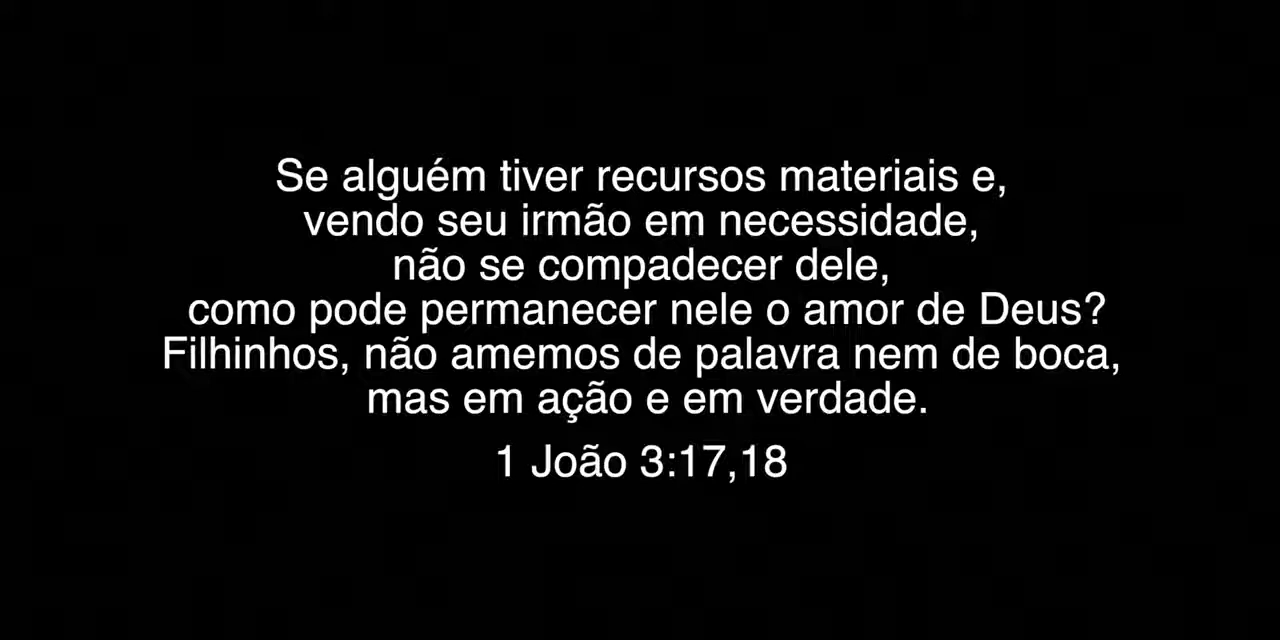 Se alguém tiver recursos materiais e,
vendo seu irmão em necessidade,
não se compadecer dele,
como pode permanecer nele o amor de Deus?
Filhinhos, não amemos de palavra nem de boca,
mas em ação e em verdade.
1 João 3:17,18